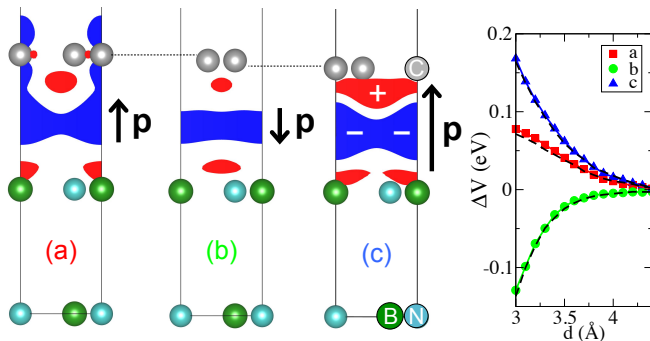 C
+
p
p
p
− −
(a)
(b)
(c)
B N
ΔV (eV)
0.2
0.1
0
-0.1
a
b
c
3
3.5
4
d (Å)